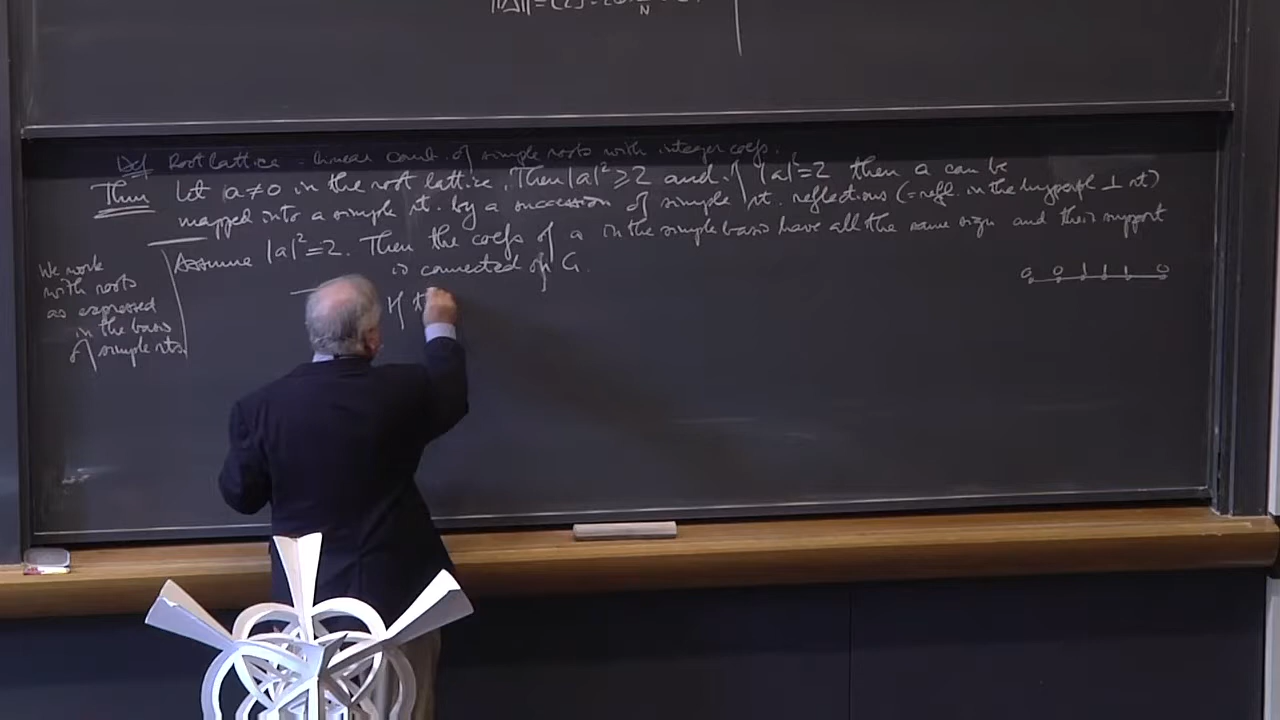 Def Root lattice = linear comb. of simple roots with integer coefs.
Thm Let a≠0 in the root lattice. Then |a|²⩾2 and if |a|²=2 then a can be
mapped into a simple rt. by a succession of simple rt. reflections (=refl. in the hyperpl ⊥ rt)
Assume |a|²=2. Then the coefs of a in the simple basis have all the same sign and their support
is connected on G.
We work
with roots
as expressed
in the basis
of simple rts.
If